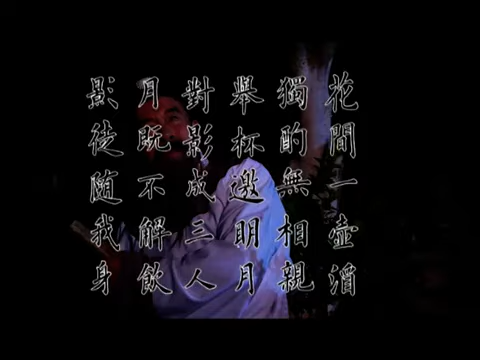 花間一壺酒
獨酌無相親
舉杯邀明月
對影成三人
月既不解飲
影徒随我身